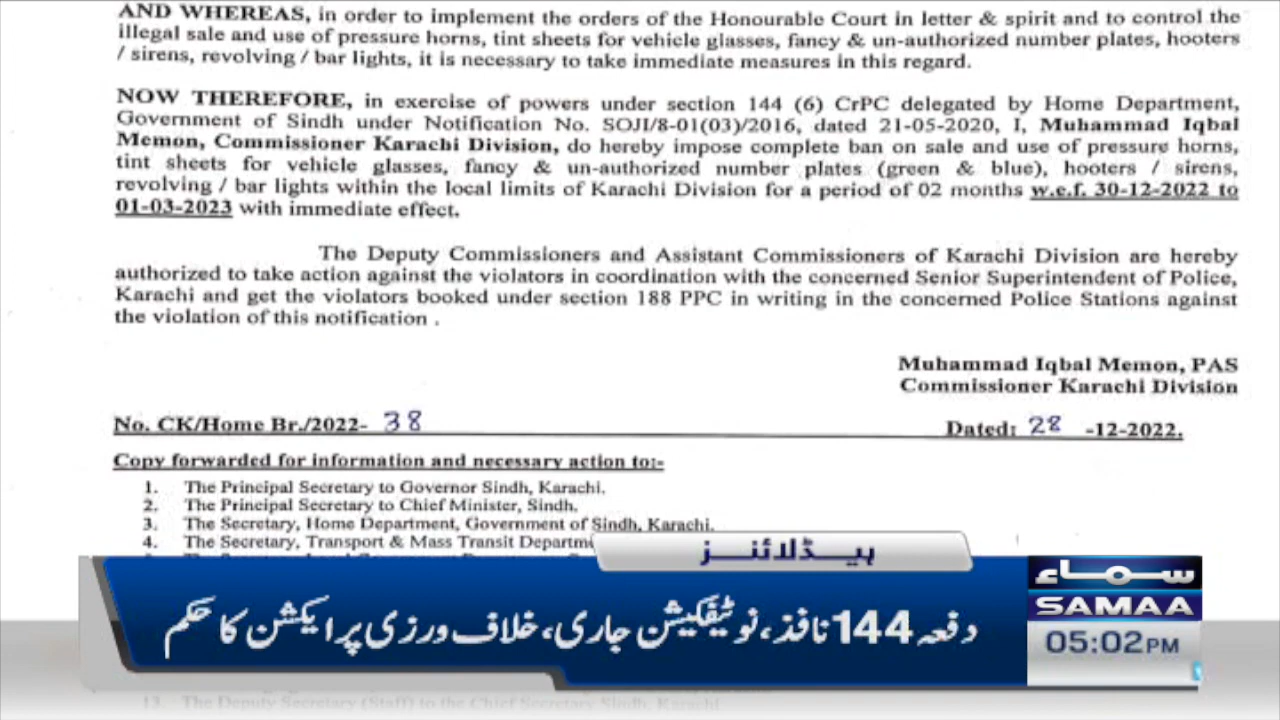 AND WHEREAS, in order to implement the orders of the Honourable Court in letter & spirit and to control the
illegal sale and use of pressure horns, tint sheets for vehicle glasses, fancy & un-authorized number plates, hooters
/ sirens, revolving / bar lights, it is necessary to take immediate measures in this regard.
NOW THEREFORE, in exercise of powers under section 144 (6) CrPC delegated by Home Department,
Government of Sindh under Notification No. SOJI/8-01(03)/2016, dated 21-05-2020, I, Muhammad Iqbal
Memon, Commissioner Karachi Division, do hereby impose complete ban on sale and use of pressure horns,
tint sheets for vehicle glasses, fancy & un-authorized number plates (green & blue), hooters / sirens,
revolving / bar lights within the local limits of Karachi Division for a period of 02 months w.e.f. 30-12-2022 to
01-03-2023 with immediate effect.
The Deputy Commissioners and Assistant Commissioners of Karachi Division are hereby
authorized to take action against the violators in coordination with the concerned Senior Superintendent of Police,
Karachi and get the violators booked under section 188 PPC in writing in the concerned Police Stations against
the violation of this notification .
Muhammad Iqbal Memon, PAS
Commissioner Karachi Division
No. CK/Home Br./2022- 38 Dated: 28 -12-2022.
Copy forwarded for information and necessary action to:-
1. The Principal Secretary to Governor Sindh, Karachi.
2. The Principal Secretary to Chief Minister, Sindh.
3. The Secretary, Home Department, Government of Sindh, Karachi.
4. The Secretary, Transport & Mass Transit Departm
ہیڈلائنز
دفعہ 144 نافذ، نوٹیفکیشن جاری، خلاف ورزی پر ایکشن کا حکم
سماء
SAMAA
05:02 PM
13. The Deputy Secretary (Staff) to the Chief Secretary Sindh, Karachi